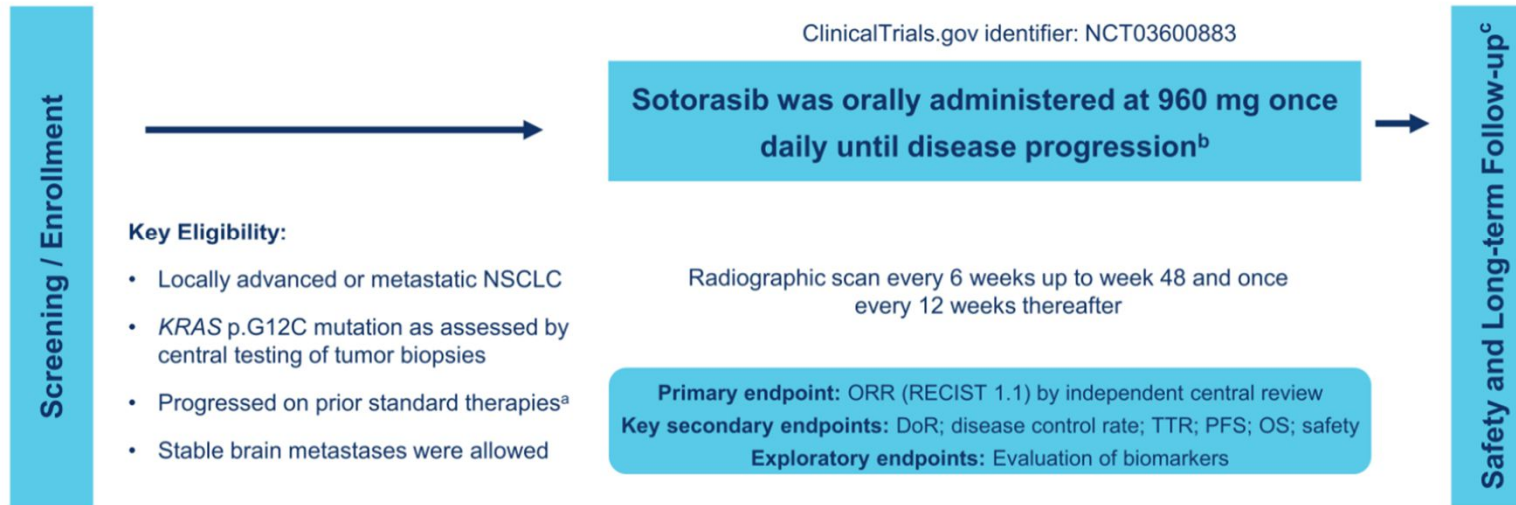 Screening / Enrollment
ClinicalTrials.gov identifier: NCT03600883
Sotorasib was orally administered at 960 mg once
daily until disease progressionᵇ
Key Eligibility:
• Locally advanced or metastatic NSCLC
• KRAS p.G12C mutation as assessed by
central testing of tumor biopsies
• Progressed on prior standard therapiesᵃ
• Stable brain metastases were allowed
Radiographic scan every 6 weeks up to week 48 and once
every 12 weeks thereafter
Primary endpoint: ORR (RECIST 1.1) by independent central review
Key secondary endpoints: DoR; disease control rate; TTR; PFS; OS; safety
Exploratory endpoints: Evaluation of biomarkers
Safety and Long-term Follow-upᶜ